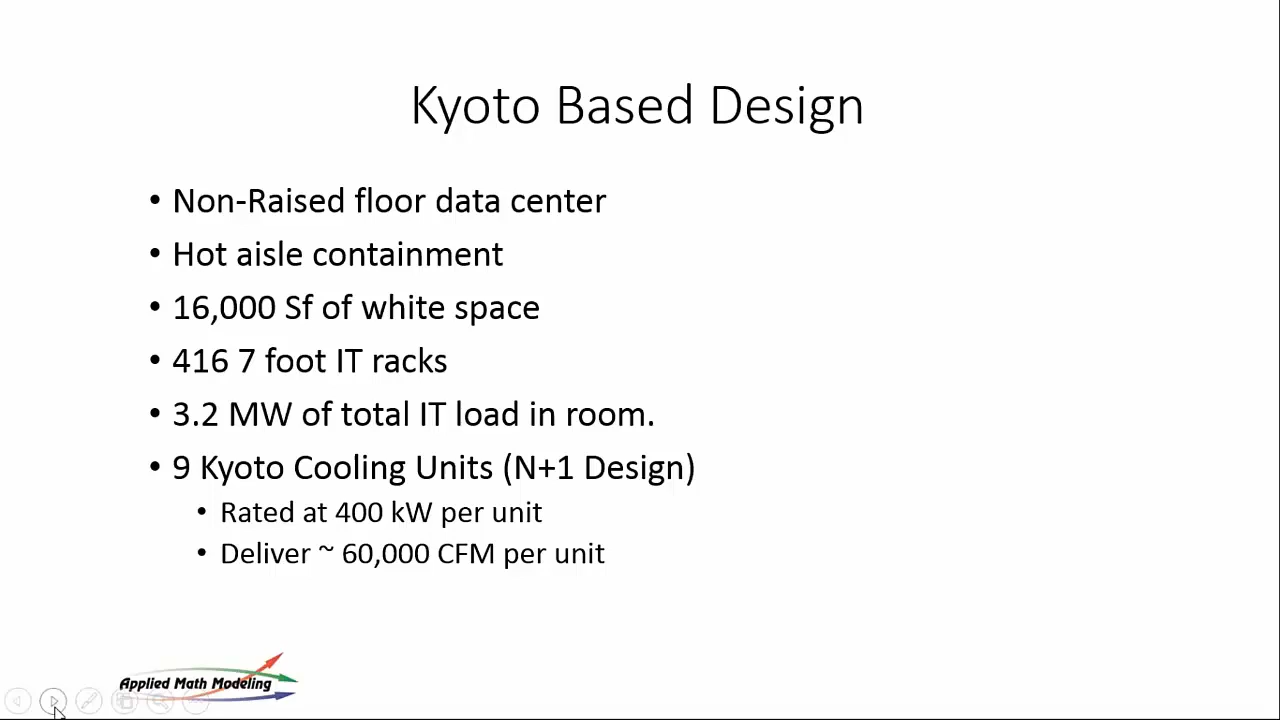 Kyoto Based Design
• Non-Raised floor data center
• Hot aisle containment
• 16,000 Sf of white space
• 416 7 foot IT racks
• 3.2 MW of total IT load in room.
• 9 Kyoto Cooling Units (N+1 Design)
• Rated at 400 kW per unit
• Deliver ~ 60,000 CFM per unit
Applied Math Modeling